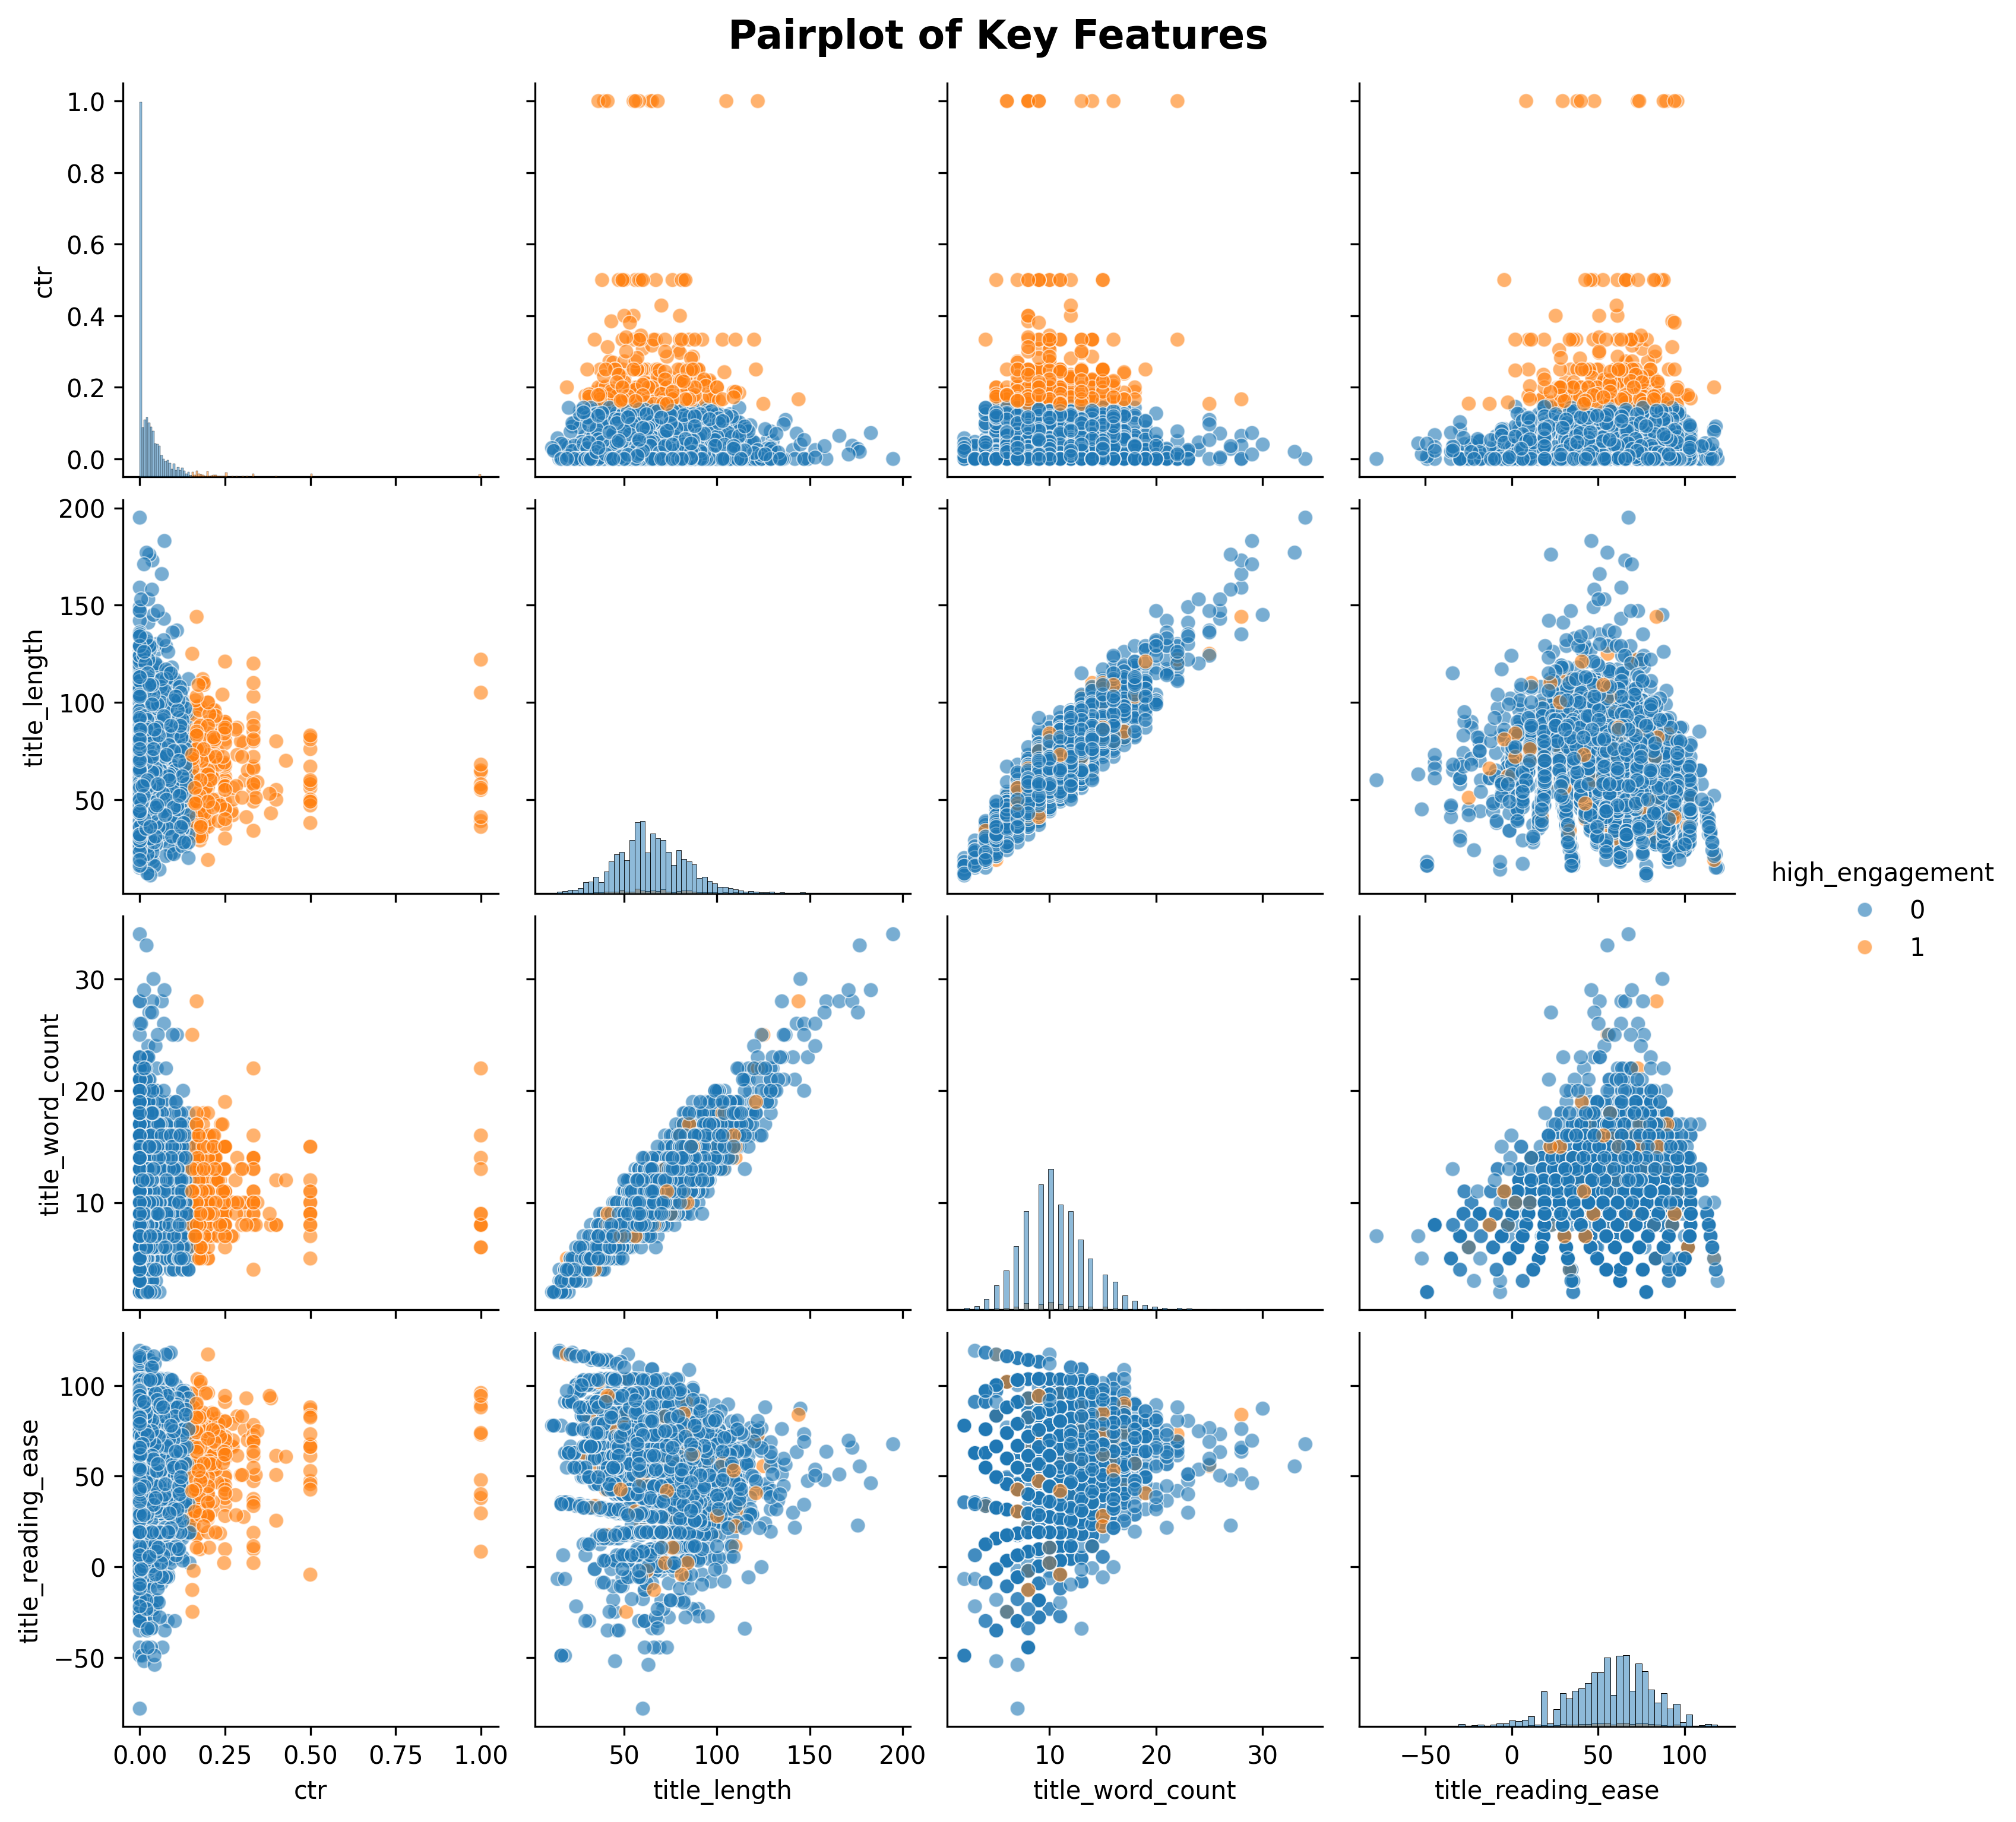 Pairplot of Key Features
1.0
0.8
0.6
0.4
0.2
0.0
ctr
200
150
100
50
title_length
30
20
10
title_word_count
100
50
0
−50
title_reading_ease
0.00 0.25 0.50 0.75 1.00
ctr
50 100 150 200
title_length
10 20 30
title_word_count
−50 0 50 100
title_reading_ease
high_engagement
0
1